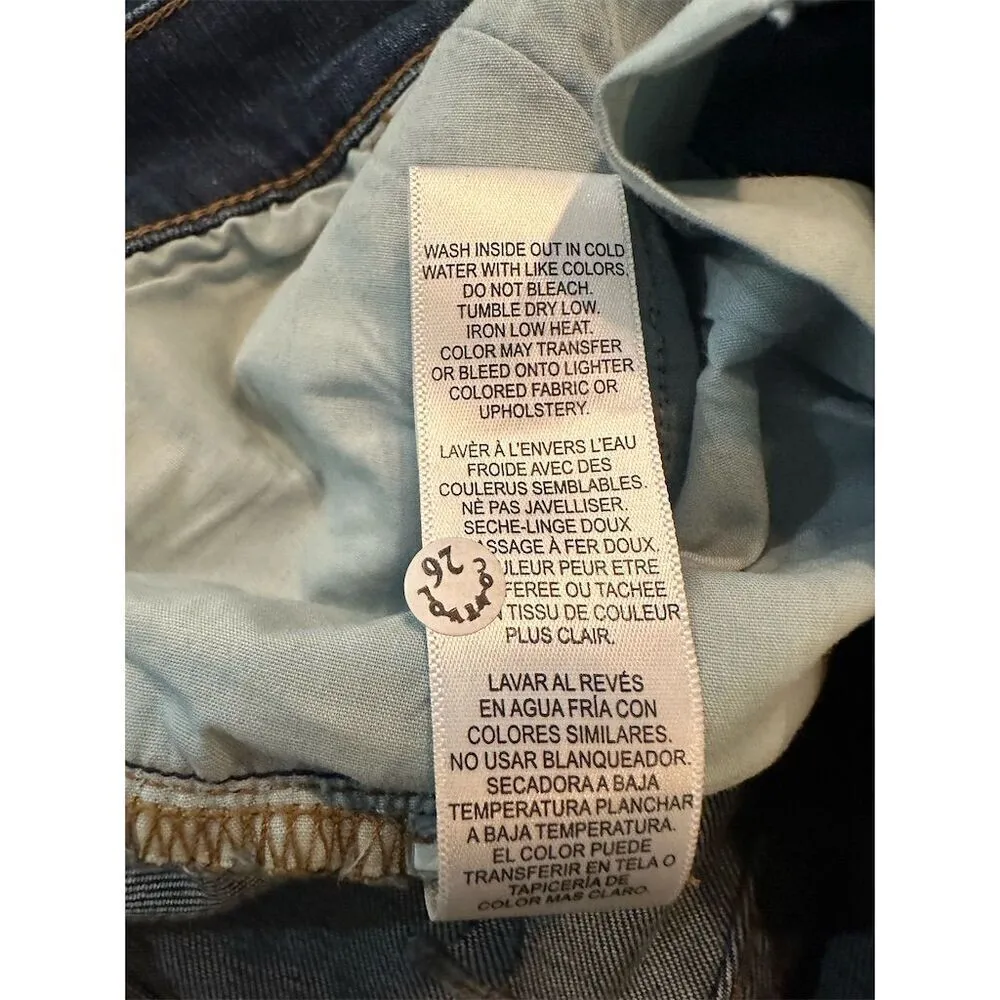 WASH INSIDE OUT IN COLD
WATER WITH LIKE COLORS.
DO NOT BLEACH.
TUMBLE DRY LOW.
IRON LOW HEAT.
COLOR MAY TRANSFER
OR BLEED ONTO LIGHTER
COLORED FABRIC OR
UPHOLSTERY.
LAVÈR À L'ENVERS L'EAU
FROIDE AVEC DES
COULERUS SEMBLABLES.
NÈ PAS JAVELLISER.
SECHE-LINGE DOUX
ASSAGE À FER DOUX.
ULEUR PEUR ETRE
FEREE OU TACHEE
TISSU DE COULEUR
PLUS CLAIR.
26
CONTROL
LAVAR AL REVÉS
EN AGUA FRÍA CON
COLORES SIMILARES.
NO USAR BLANQUEADOR.
SECADORA A BAJA
TEMPERATURA PLANCHAR
A BAJA TEMPERATURA.
EL COLOR PUEDE
TRANSFERIR EN TELA O
TAPICERÍA DE
COLOR MAS CLARO.